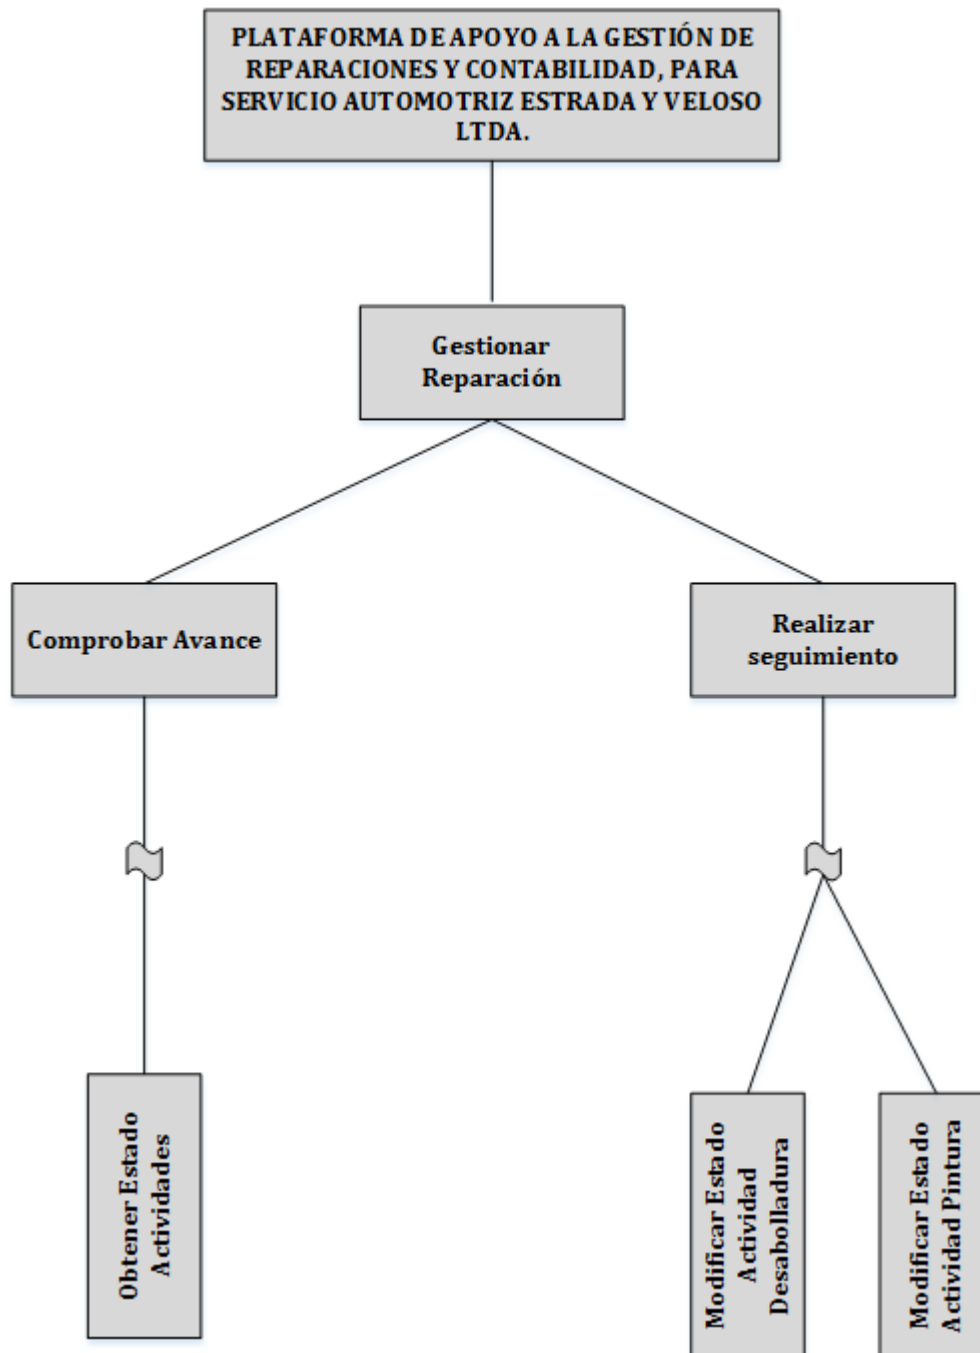 PLATAFORMA DE APOYO A LA GESTIÓN DE
REPARACIONES Y CONTABILIDAD, PARA
SERVICIO AUTOMOTRIZ ESTRADA Y VELOSO
LTDA.
Gestionar
Reparación
Comprobar Avance
Realizar
seguimiento
Obtener Estado
Actividades
Modificar Estado
Actividad
Desabolladura
Modificar Estado
Actividad Pintura